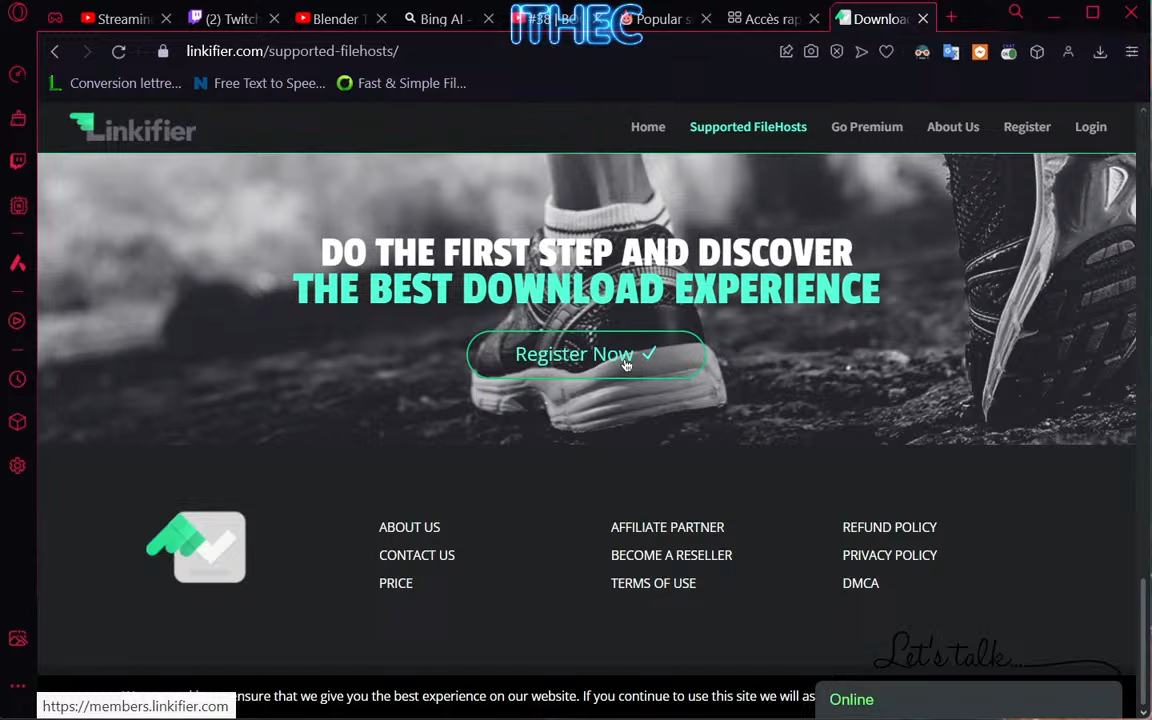 Streamin
(2) Twitch
Blender T
Bing AI -
#38 | BO
Popular s
Accès rap
Downloa
ITHEC
linkifier.com/supported-filehosts/
Conversion lettre...
Free Text to Spee...
Fast & Simple Fil...
Linkifier
Home
Supported FileHosts
Go Premium
About Us
Register
Login
DO THE FIRST STEP AND DISCOVER
THE BEST DOWNLOAD EXPERIENCE
Register Now
ABOUT US
AFFILIATE PARTNER
REFUND POLICY
CONTACT US
BECOME A RESELLER
PRIVACY POLICY
PRICE
TERMS OF USE
DMCA
Let's talk...
ensure that we give you the best experience on our website. If you continue to use this site we will as
Online
https://members.linkifier.com